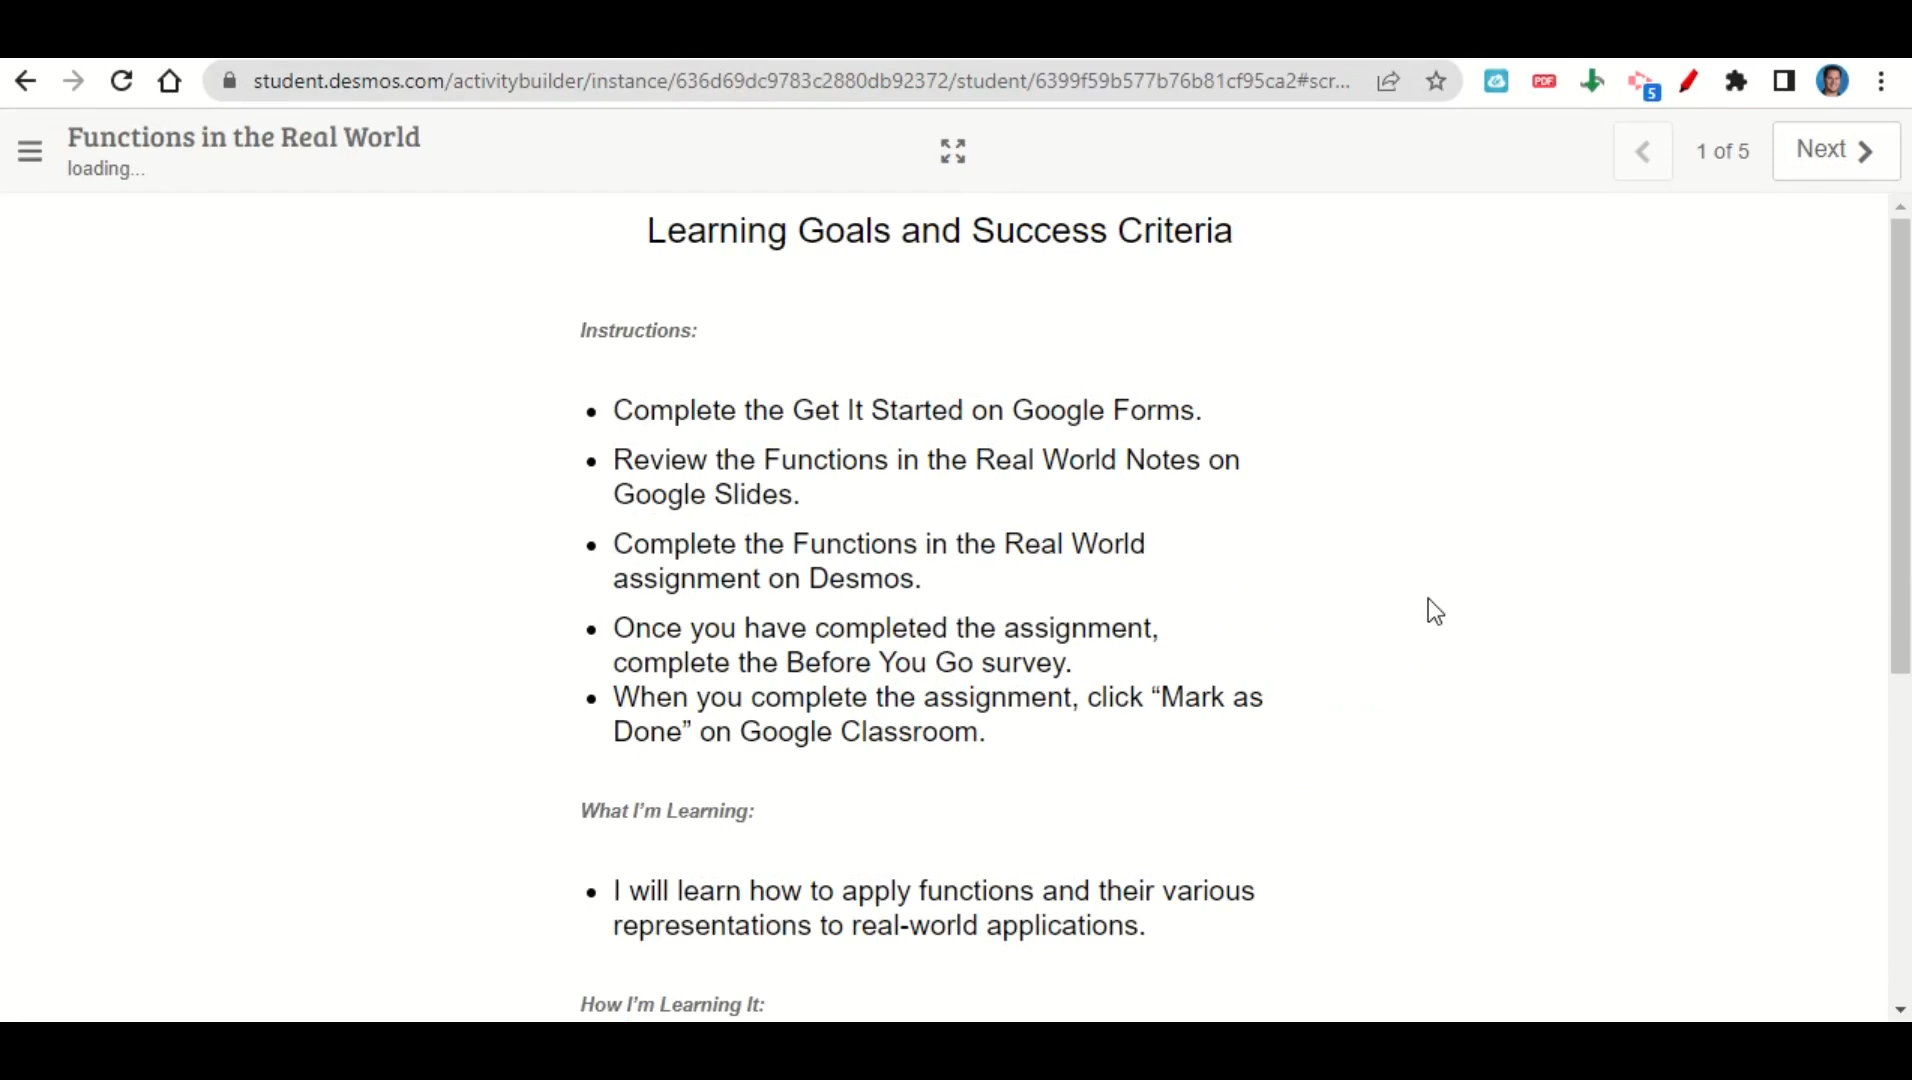 student.desmos.com/activitybuilder/instance/636d69dc9783c2880db92372/student/6399f59b577b76b81cf95ca2#scr...
PDF
5
Functions in the Real World
loading...
1 of 5
Next
Learning Goals and Success Criteria
Instructions:
• Complete the Get It Started on Google Forms.
• Review the Functions in the Real World Notes on
Google Slides.
• Complete the Functions in the Real World
assignment on Desmos.
• Once you have completed the assignment,
complete the Before You Go survey.
• When you complete the assignment, click “Mark as
Done” on Google Classroom.
What I’m Learning:
• I will learn how to apply functions and their various
representations to real-world applications.
How I’m Learning It: